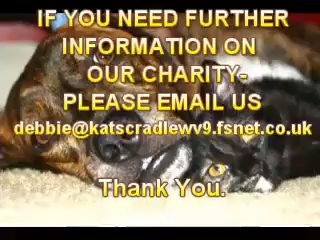 IF YOU NEED FURTHER
INFORMATION ON
OUR CHARITY-
PLEASE EMAIL US
debbie@katscradlewv9.fsnet.co.uk
Thank You.